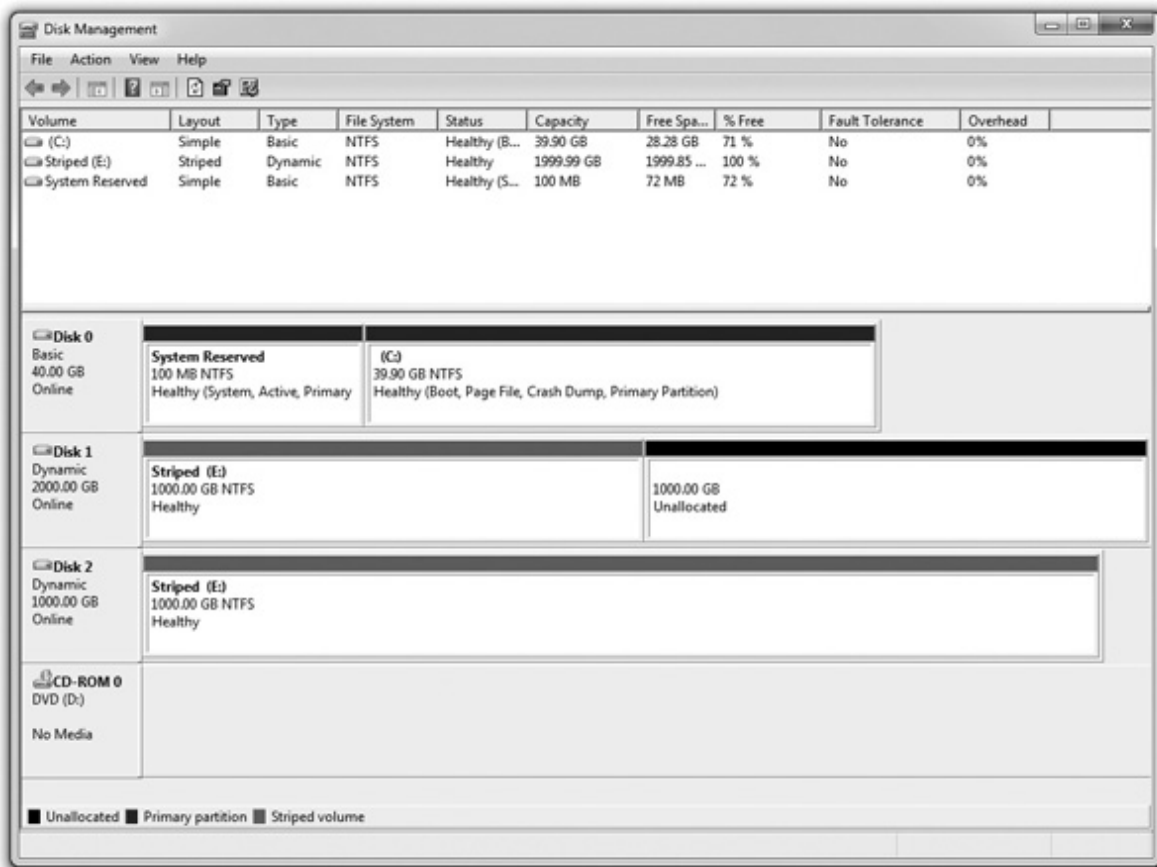 Disk Management
File Action View Help
Volume Layout Type File System Status Capacity Free Spa... % Free Fault Tolerance Overhead
(C:) Simple Basic NTFS Healthy (B... 39.90 GB 28.28 GB 71 % No 0%
Striped (E:) Striped Dynamic NTFS Healthy 1999.99 GB 1999.85 ... 100 % No 0%
System Reserved Simple Basic NTFS Healthy (S... 100 MB 72 MB 72 % No 0%
Disk 0
Basic
40.00 GB
Online
System Reserved
100 MB NTFS
Healthy (System, Active, Primary
(C:)
39.90 GB NTFS
Healthy (Boot, Page File, Crash Dump, Primary Partition)
Disk 1
Dynamic
2000.00 GB
Online
Striped (E:)
1000.00 GB NTFS
Healthy
1000.00 GB
Unallocated
Disk 2
Dynamic
1000.00 GB
Online
Striped (E:)
1000.00 GB NTFS
Healthy
CD-ROM 0
DVD (D:)
No Media
Unallocated Primary partition Striped volume